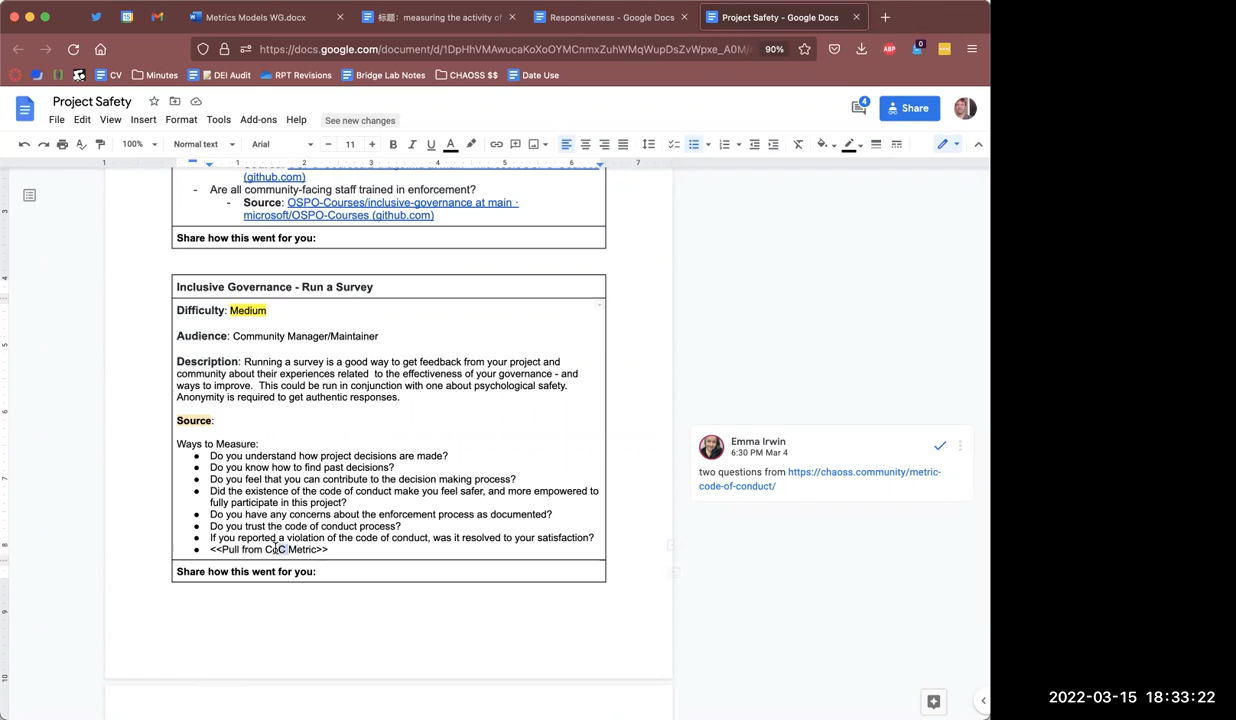 Metrics Models WG.docx
标题: measuring the activity of
Responsiveness - Google Docs
Project Safety - Google Docs
https://docs.google.com/document/d/1DpHhVMAwucaKoXoOYMCnmxZuhWMqWupDsZvWpxe_A0M/
90%
ABP
0
CV
Minutes
DEI Audit
RPT Revisions
Bridge Lab Notes
CHAOSS $$
Date Use
Project Safety
4
Share
File Edit View Insert Format Tools Add-ons Help See new changes
100% Normal text Arial 11
1 1 2 3 4 5 6 7
(github.com)
- Are all community-facing staff trained in enforcement?
- Source: OSPO-Courses/inclusive-governance at main ·
microsoft/OSPO-Courses (github.com)
Share how this went for you:
Inclusive Governance - Run a Survey
Difficulty: Medium
Audience: Community Manager/Maintainer
Description: Running a survey is a good way to get feedback from your project and
community about their experiences related to the effectiveness of your governance - and
ways to improve. This could be run in conjunction with one about psychological safety.
Anonymity is required to get authentic responses.
Source:
Ways to Measure:
● Do you understand how project decisions are made?
● Do you know how to find past decisions?
● Do you feel that you can contribute to the decision making process?
● Did the existence of the code of conduct make you feel safer, and more empowered to
fully participate in this project?
● Do you have any concerns about the enforcement process as documented?
● Do you trust the code of conduct process?
● If you reported a violation of the code of conduct, was it resolved to your satisfaction?
● <<Pull from CoC Metric>>
Share how this went for you:
Emma Irwin
6:30 PM Mar 4
two questions from https://chaoss.community/metric-
code-of-conduct/
2022-03-15 18:33:22